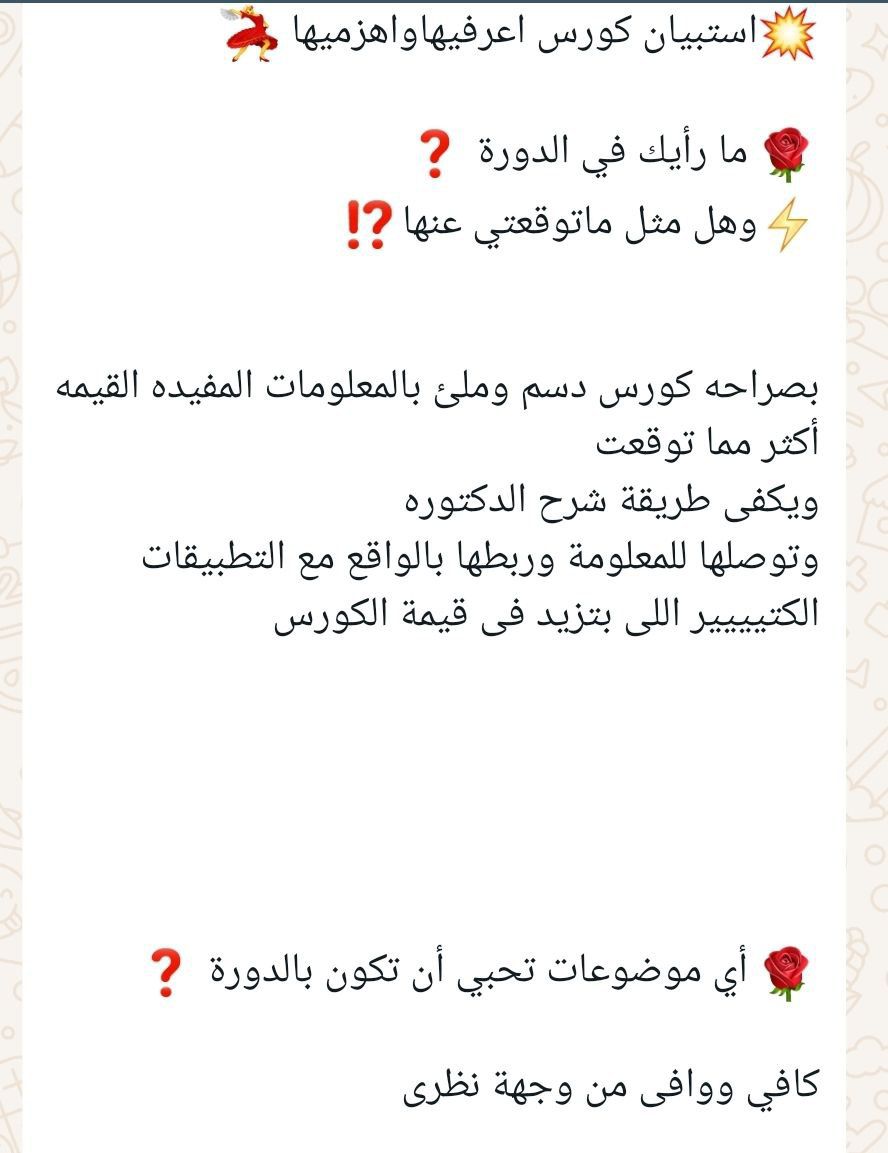 💥استبيان كورس اعرفيهاواهزميها 💃
🌹 ما رأيك في الدورة ❓
⚡وهل مثل ماتوقعتي عنها⁉️
بصراحه كورس دسم وملئ بالمعلومات المفيده القيمه
أكثر مما توقعت
ويكفى طريقة شرح الدكتوره
وتوصلها للمعلومة وربطها بالواقع مع التطبيقات
الكتيييير اللى بتزيد فى قيمة الكورس
🌹 أي موضوعات تحبي أن تكون بالدورة ❓
كافي ووافى من وجهة نظرى